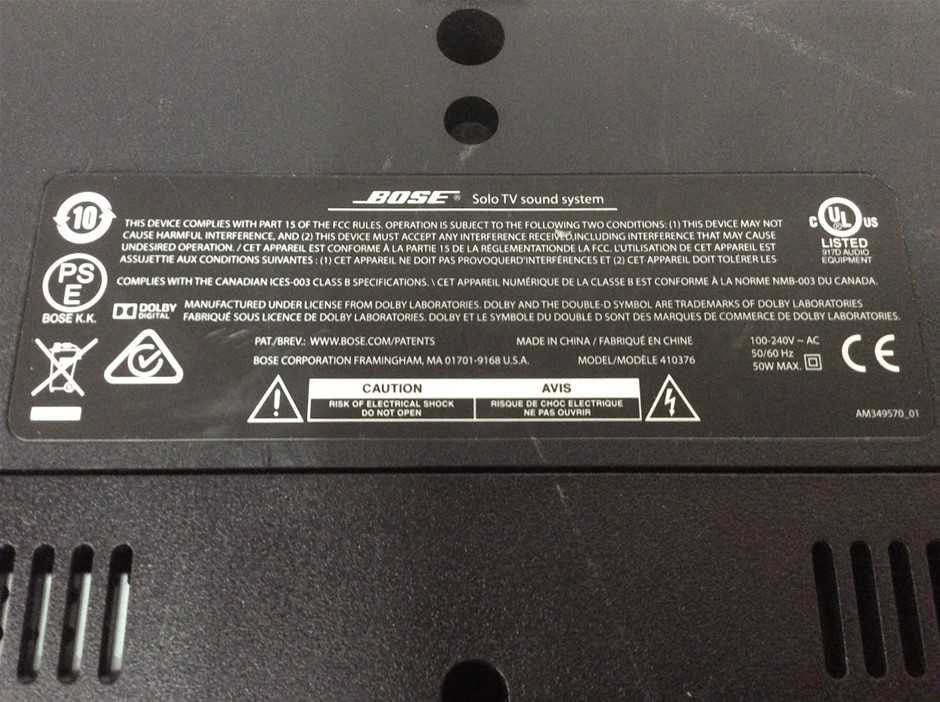 BOSE® Solo TV sound system
10
THIS DEVICE COMPLIES WITH PART 15 OF THE FCC RULES. OPERATION IS SUBJECT TO THE FOLLOWING TWO CONDITIONS: (1) THIS DEVICE MAY NOT
CAUSE HARMFUL INTERFERENCE, AND (2) THIS DEVICE MUST ACCEPT ANY INTERFERENCE RECEIVED,INCLUDING INTERFERENCE THAT MAY CAUSE
UNDESIRED OPERATION. / CET APPAREIL EST CONFORME À LA PARTIE 15 DE LA RÉGLEMENTATIONDE LA FCC. L'UTILISATION DE CET APPAREIL EST
ASSUJETTIE AUX CONDITIONS SUIVANTES : (1) CET APPAREIL NE DOIT PAS PROVOQUERD'INTERFÉRENCES ET (2) CET APPAREIL DOIT TOLÉRER LES
C UL US
LISTED
917D AUDIO
EQUIPMENT
PS
E
BOSE K.K.
COMPLIES WITH THE CANADIAN ICES-003 CLASS B SPECIFICATIONS. \ CET APPAREIL NUMÉRIQUE DE LA CLASSE B EST CONFORME À LA NORME NMB-003 DU CANADA.
DOLBY
DIGITAL
MANUFACTURED UNDER LICENSE FROM DOLBY LABORATORIES. DOLBY AND THE DOUBLE-D SYMBOL ARE TRADEMARKS OF DOLBY LABORATORIES
FABRIQUÉ SOUS LICENCE DE DOLBY LABORATORIES. DOLBY ET LE SYMBOLE DU DOUBLE D SONT DES MARQUES DE COMMERCE DE DOLBY LABORATORIES.
PAT./BREV.: WWW.BOSE.COM/PATENTS MADE IN CHINA / FABRIQUÉ EN CHINE
BOSE CORPORATION FRAMINGHAM, MA 01701-9168 U.S.A. MODEL/MODÈLE 410376
100-240V ~ AC
50/60 Hz
50W MAX.
CE
CAUTION
RISK OF ELECTRICAL SHOCK
DO NOT OPEN
AVIS
RISQUE DE CHOC ELECTRIQUE
NE PAS OUVRIR
AM349570_01